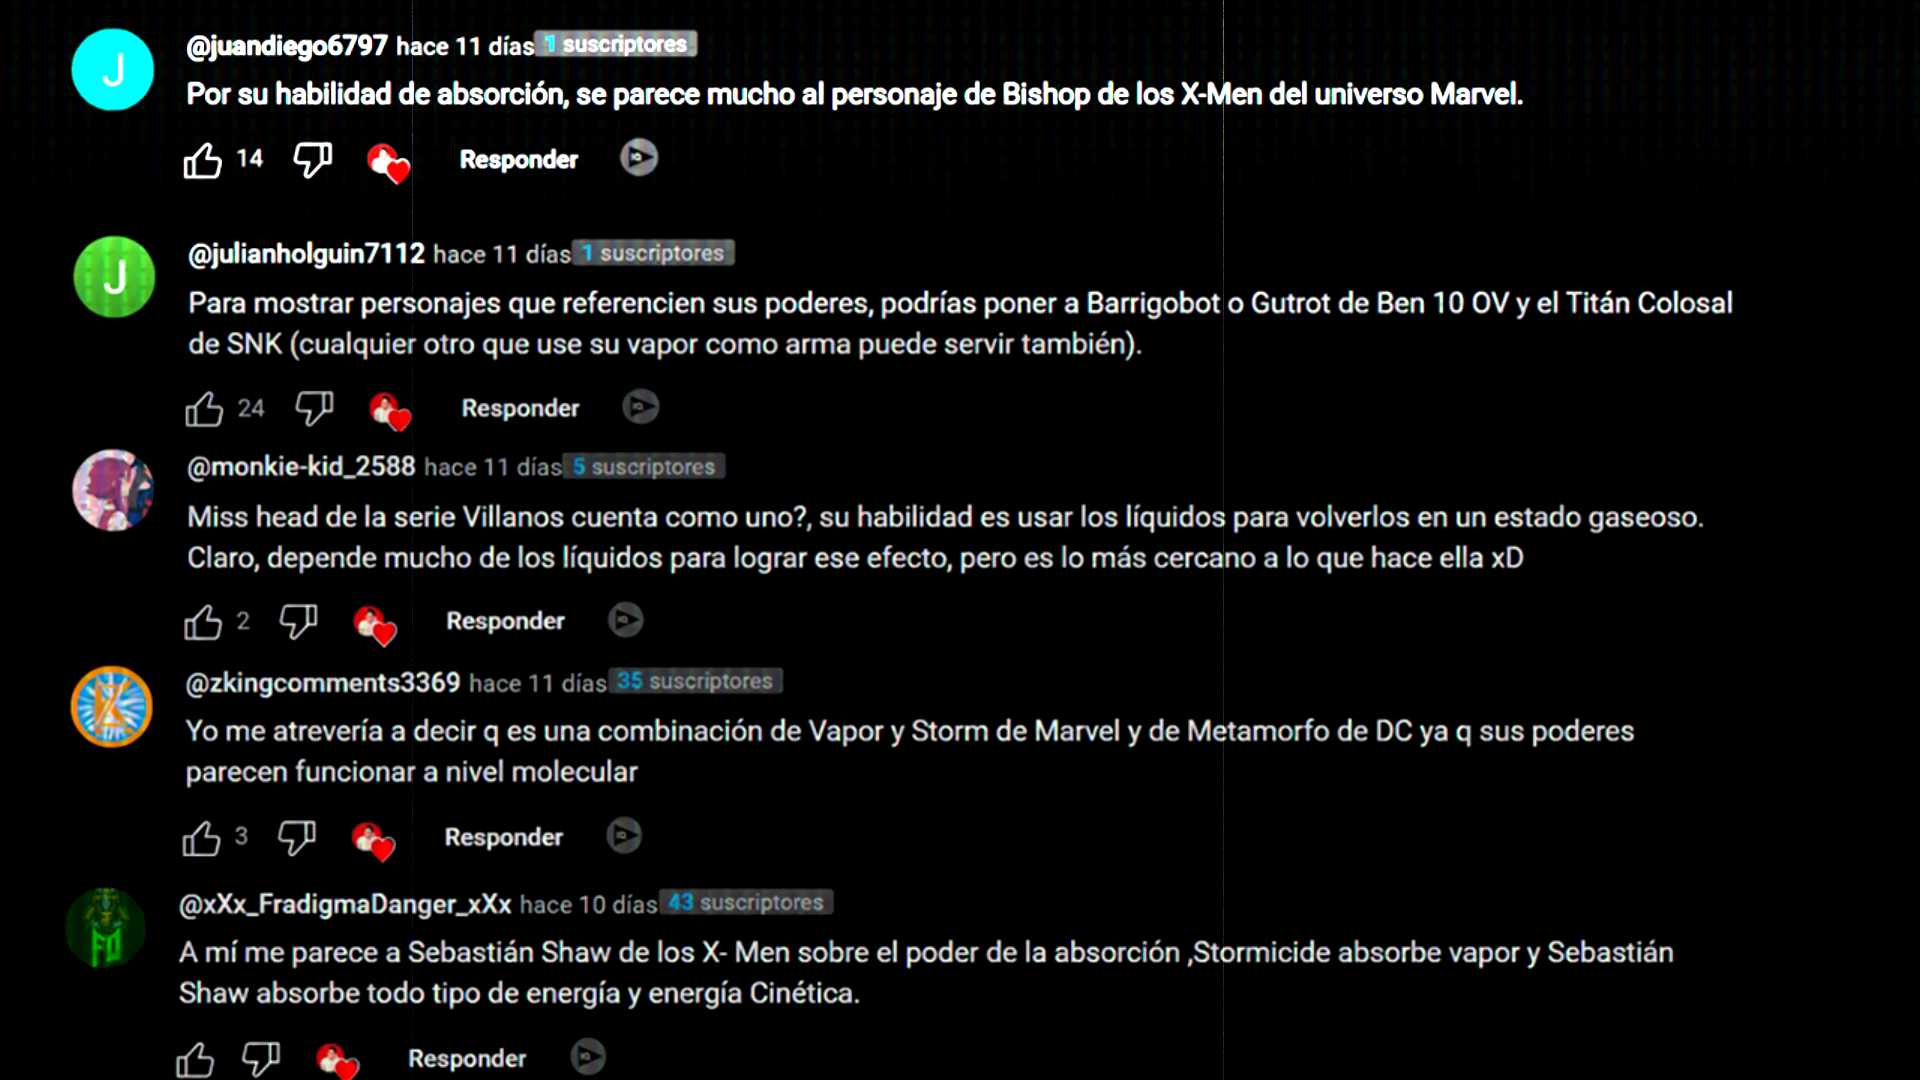 J
@juandiego6797 hace 11 días 1 suscriptores
Por su habilidad de absorción, se parece mucho al personaje de Bishop de los X-Men del universo Marvel.
14 Responder
J
@julianholguin7112 hace 11 días 1 suscriptores
Para mostrar personajes que referencien sus poderes, podrías poner a Barrigobot o Gutrot de Ben 10 OV y el Titán Colosal
de SNK (cualquier otro que use su vapor como arma puede servir también).
24 Responder
@monkie-kid_2588 hace 11 días 5 suscriptores
Miss head de la serie Villanos cuenta como uno?, su habilidad es usar los líquidos para volverlos en un estado gaseoso.
Claro, depende mucho de los líquidos para lograr ese efecto, pero es lo más cercano a lo que hace ella xD
2 Responder
@zkingcomments3369 hace 11 días 35 suscriptores
Yo me atrevería a decir q es una combinación de Vapor y Storm de Marvel y de Metamorfo de DC ya q sus poderes
parecen funcionar a nivel molecular
3 Responder
FD
@xXx_FradigmaDanger_xXx hace 10 días 43 suscriptores
A mí me parece a Sebastián Shaw de los X- Men sobre el poder de la absorción ,Stormicide absorbe vapor y Sebastián
Shaw absorbe todo tipo de energía y energía Cinética.
Responder